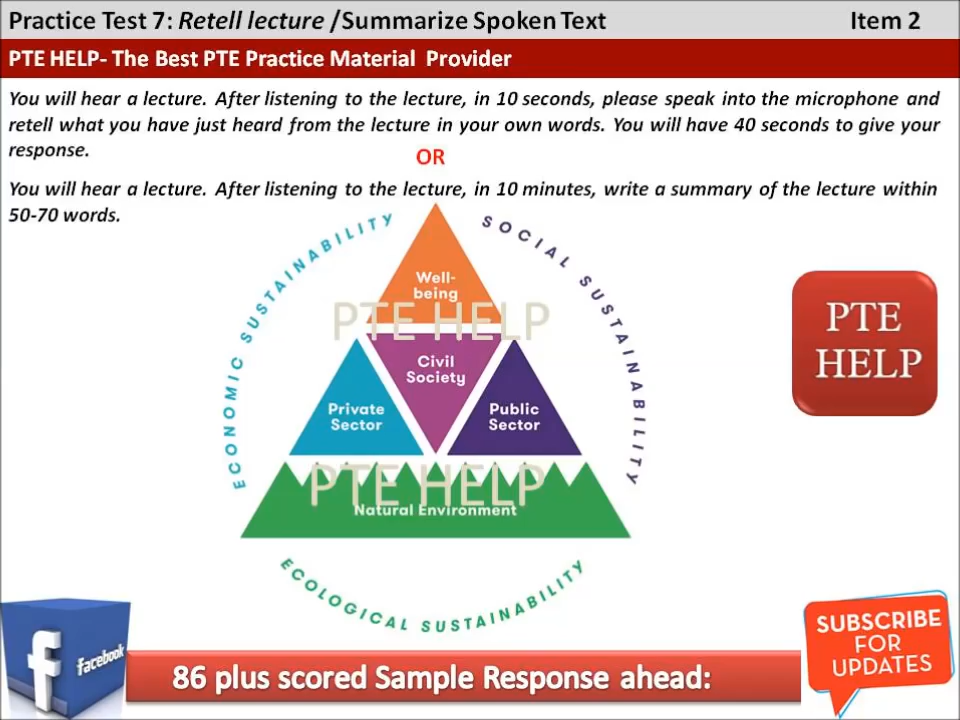 Practice Test 7: Retell lecture /Summarize Spoken Text
Item 2
PTE HELP- The Best PTE Practice Material Provider
You will hear a lecture. After listening to the lecture, in 10 seconds, please speak into the microphone and
retell what you have just heard from the lecture in your own words. You will have 40 seconds to give your
response.
OR
You will hear a lecture. After listening to the lecture, in 10 minutes, write a summary of the lecture within
50-70 words.
ECONOMIC SUSTAINABILITY
SOCIAL SUSTAINABILITY
Well-
being
PTE HELP
Civil
Society
Private
Sector
Public
Sector
PTE HELP
Natural Environment
ECOLOGICAL SUSTAINABILITY
PTE
HELP
facebook
86 plus scored Sample Response ahead:
SUBSCRIBE
FOR
UPDATES